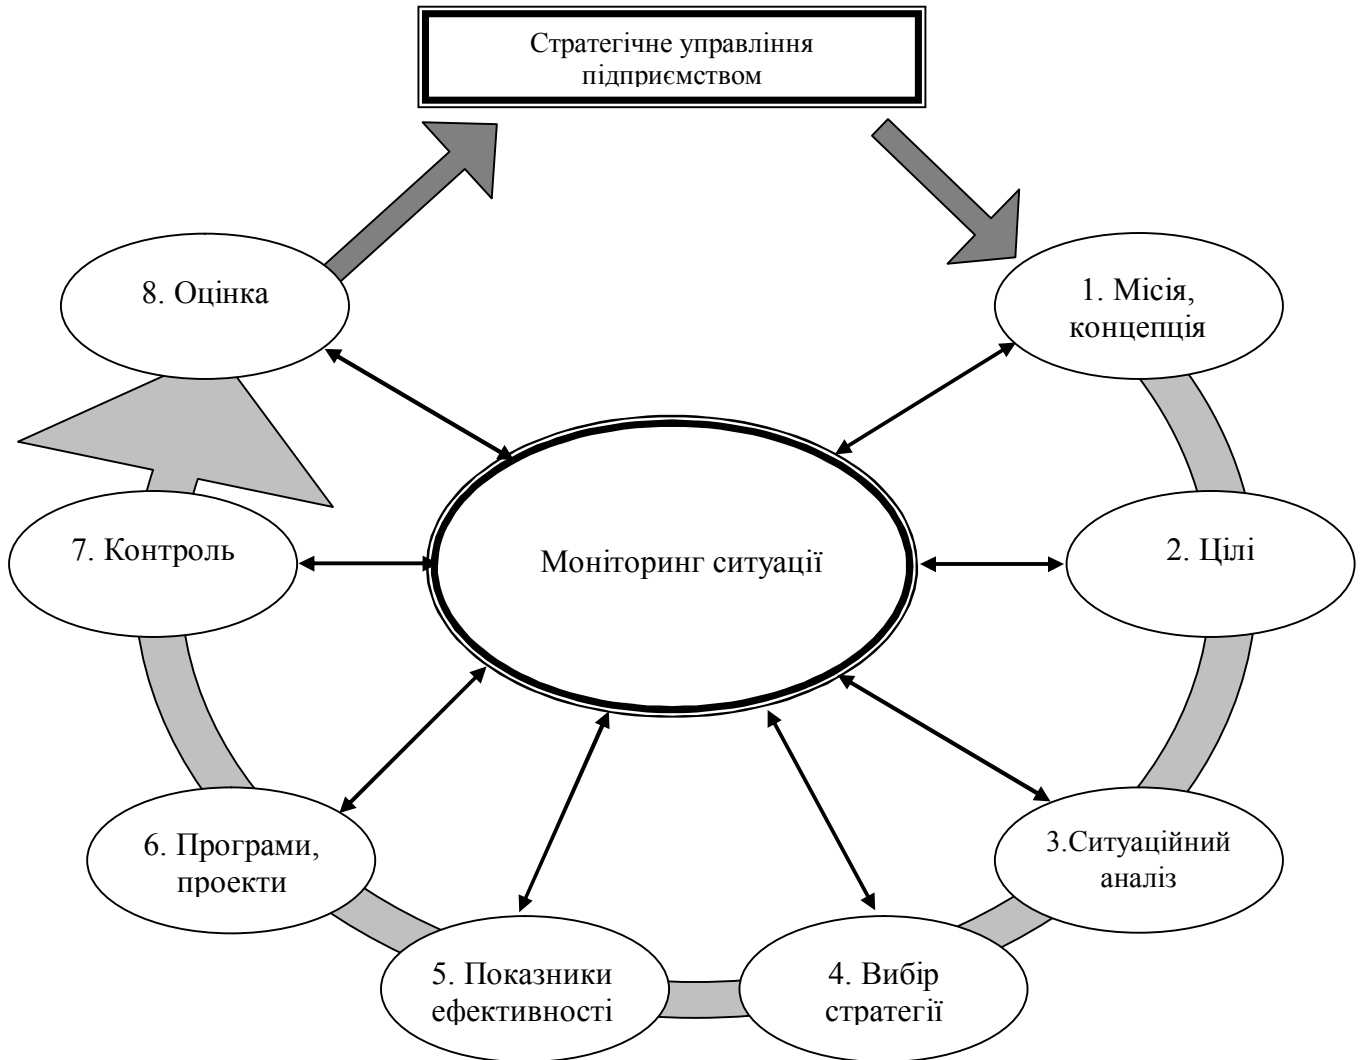 Стратегічне управління
підприємством
8. Оцінка
1. Місія,
концепція
7. Контроль
Моніторинг ситуації
2. Цілі
6. Програми,
проекти
3.Ситуаційний
аналіз
5. Показники
ефективності
4. Вибір
стратегії